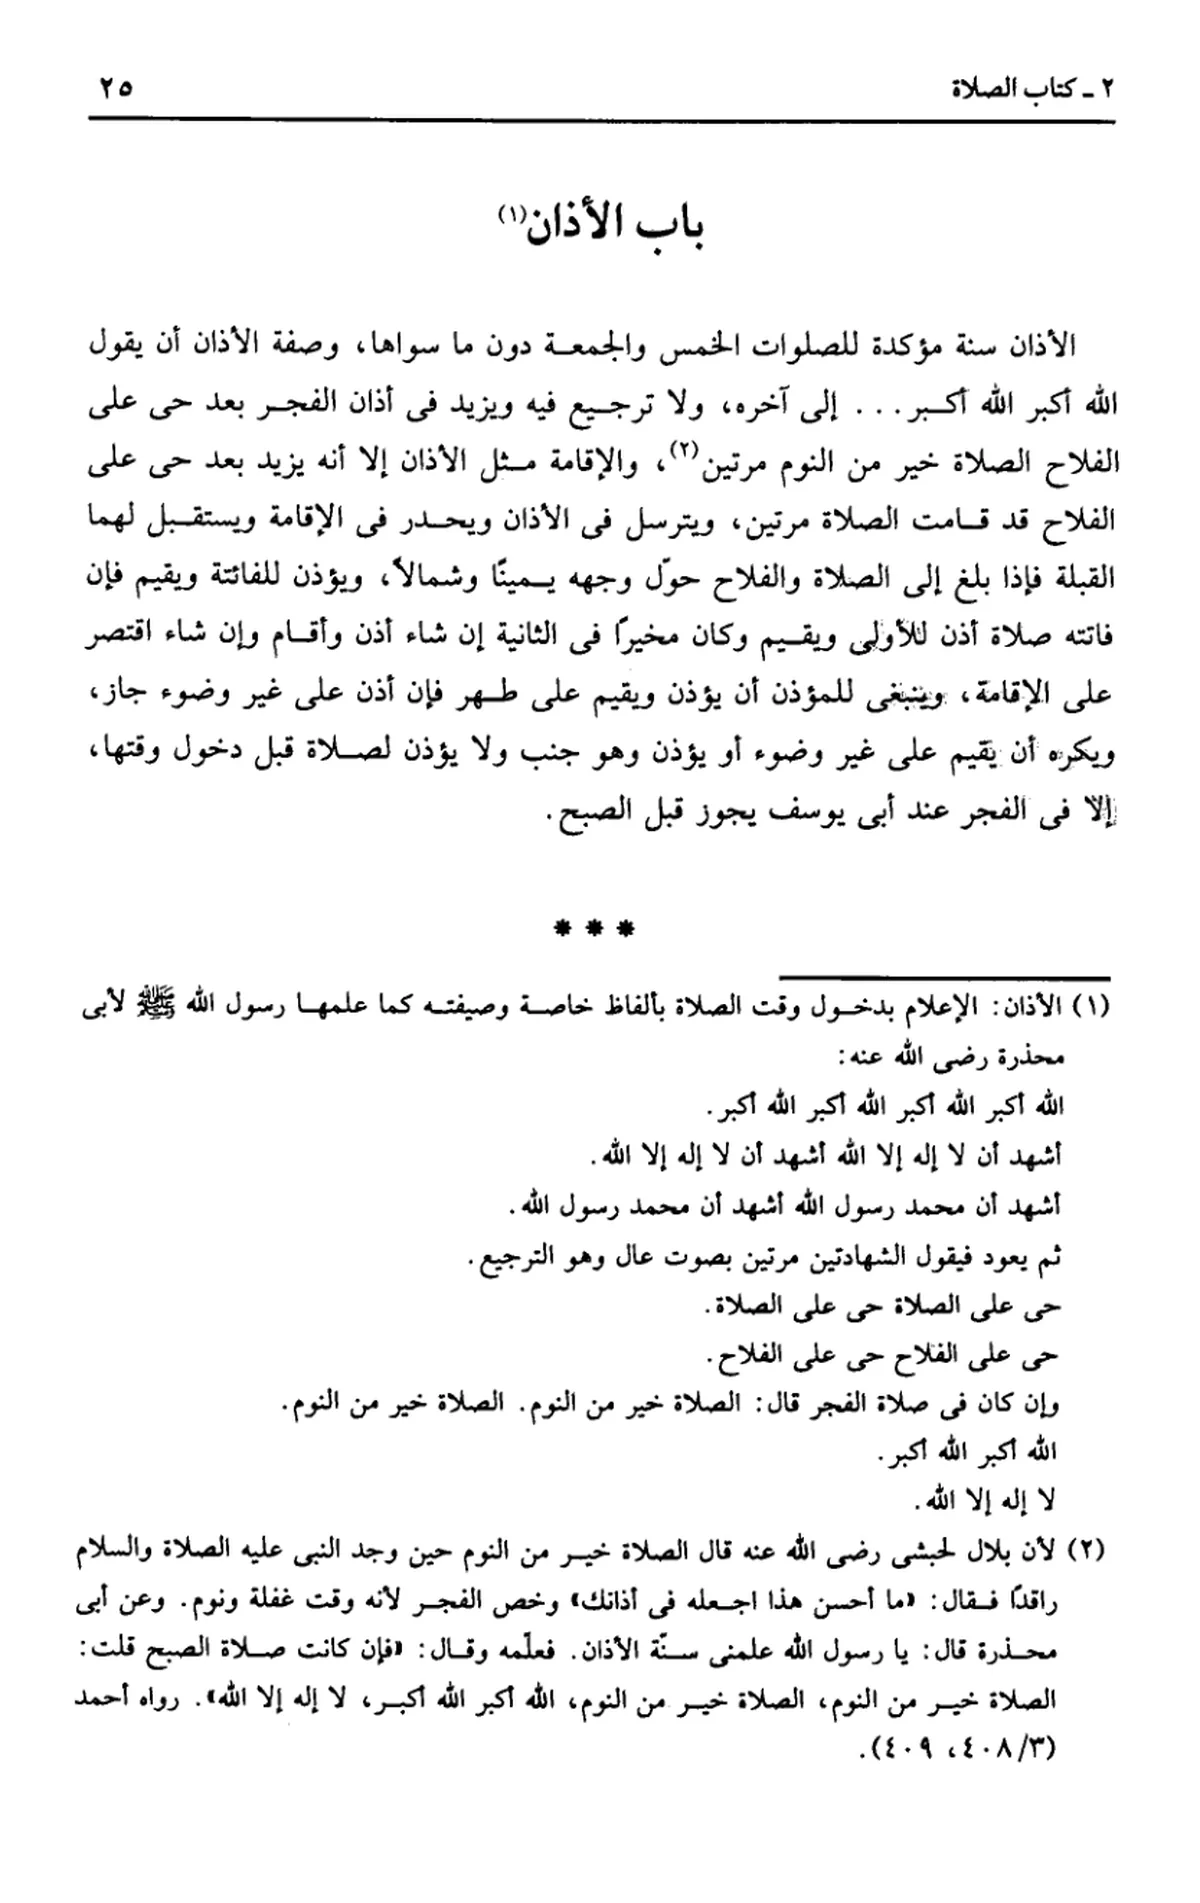 ٢ ـ كتاب الصلاة
٢٥
باب الأذان(١)
الأذان سنة مؤكدة للصلوات الخمس والجمعة دون ما سواها، وصفة الأذان أن يقول
الله أكبر الله أكبر... إلى آخره، ولا ترجيع فيه ويزيد فى أذان الفجر بعد حى على
الفلاح الصلاة خير من النوم مرتين(٢)، والإقامة مثل الأذان إلا أنه يزيد بعد حى على
الفلاح قد قامت الصلاة مرتين، ويترسل فى الأذان ويحدر فى الإقامة ويستقبل لهما
القبلة فإذا بلغ إلى الصلاة والفلاح حوّل وجهه يمينًا وشمالاً، ويؤذن للفائتة ويقيم فإن
فاتته صلاة أذن للأولى ويقيم وكان مخيرًا فى الثانية إن شاء أذن وأقام وإن شاء اقتصر
على الإقامة، وينبغى للمؤذن أن يؤذن ويقيم على طهر فإن أذن على غير وضوء جاز،
ويكره أن يقيم على غير وضوء أو يؤذن وهو جنب ولا يؤذن لصلاة قبل دخول وقتها،
إلا فى الفجر عند أبى يوسف يجوز قبل الصبح.
* * *
(١) الأذان: الإعلام بدخول وقت الصلاة بألفاظ خاصة وصيفته كما علمها رسول الله ﷺ لأبى
محذرة رضى الله عنه:
الله أكبر الله أكبر الله أكبر الله أكبر.
أشهد أن لا إله إلا الله أشهد أن لا إله إلا الله.
أشهد أن محمد رسول الله أشهد أن محمد رسول الله.
ثم يعود فيقول الشهادتين مرتين بصوت عال وهو الترجيع.
حى على الصلاة حى على الصلاة.
حى على الفلاح حى على الفلاح.
وإن كان فى صلاة الفجر قال: الصلاة خير من النوم. الصلاة خير من النوم.
الله أكبر الله أكبر.
لا إله إلا الله.
(٢) لأن بلال لحبشى رضى الله عنه قال الصلاة خير من النوم حين وجد النبى عليه الصلاة والسلام
راقدًا فقال: «ما أحسن هذا اجعله فى أذانك» وخص الفجر لأنه وقت غفلة ونوم. وعن أبى
محذرة قال: يا رسول الله علمنى سنّة الأذان. فعلّمه وقال: «فإن كانت صلاة الصبح قلت:
الصلاة خير من النوم، الصلاة خير من النوم، الله أكبر الله أكبر، لا إله إلا الله». رواه أحمد
(٤٠٨/٣، ٤٠٩).